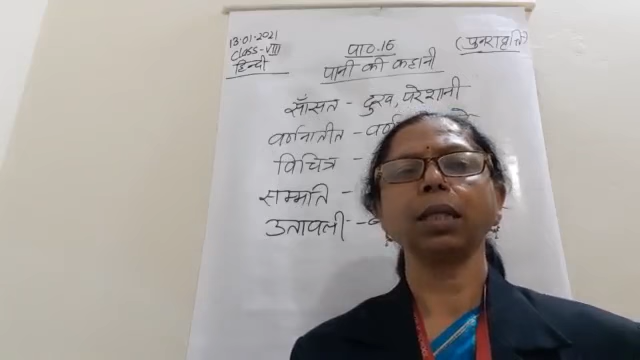 13-01-2021
CLASS-VIII
हिन्दी
पाठ-16
(पुनरावृत्ति)
पानी की कहानी
साँसत - दुख, परेशानी
वर्णनातीत -
विचित्र -
सम्मति -
उतावली -